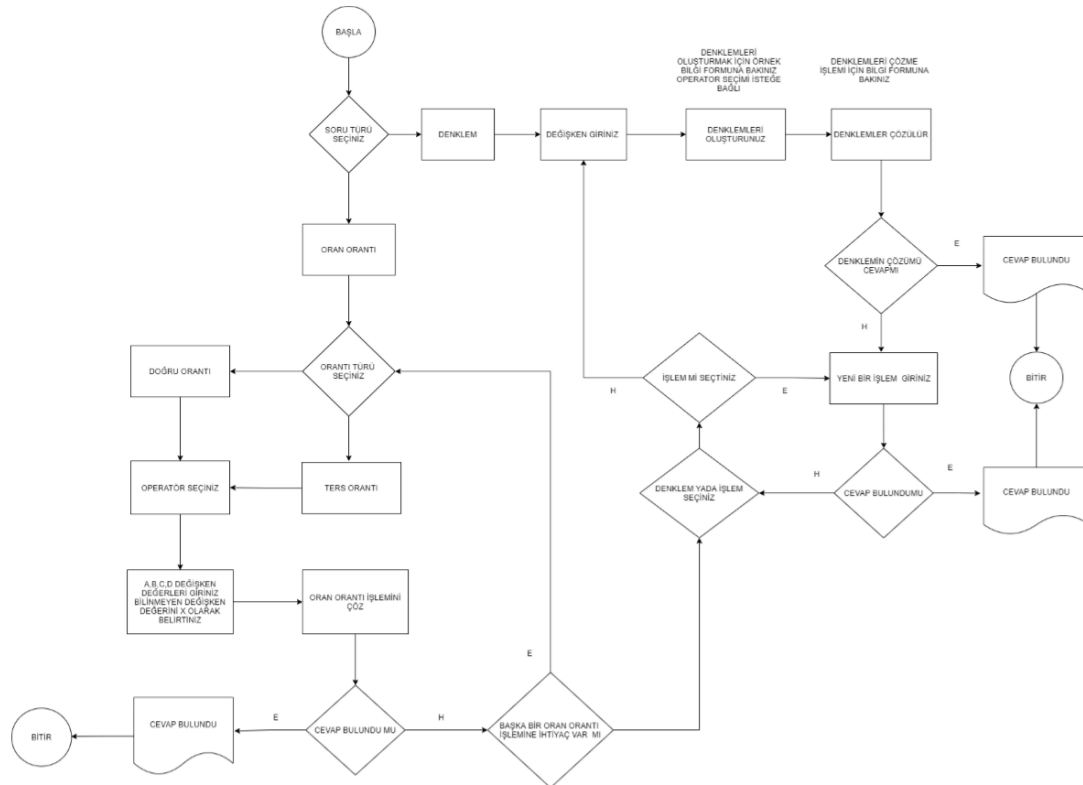 BAŞLA
DENKLEMLERİ
OLUŞTURMAK İÇİN ÖRNEK
BİLGİ FORMUNA BAKINIZ
OPERATOR SEÇİMİ İSTEĞE
BAĞLI
DENKLEMLERİ ÇÖZME
İŞLEMİ İÇİN BİLGI FORMUNA
BAKINIZ
SORU TÜRÜ
SEÇİNİZ
DENKLEM
DEĞIŞKEN GİRİNİZ
DENKLEMLERİ
OLUŞTURUNUZ
DENKLEMLER ÇÖZÜLÜR
ORAN ORANTI
DENKLEMİN ÇÖZÜMÜ
CEVAPMI
E
CEVAP BULUNDU
H
DOĞRU ORANTI
ORANTI TÜRÜ
SEÇİNİZ
H
İŞLEM Mİ SEÇTİNİZ
E
YENİ BİR İŞLEM GİRİNİZ
BİTİR
OPERATÖR SEÇİNİZ
TERS ORANTI
DENKLEM YADA İŞLEM
SEÇİNİZ
H
CEVAP BULUNDUMU
E
CEVAP BULUNDU
A,B,C,D DEĞİŞKEN
DEĞERLERİ GİRİNİZ
BİLİNMEYEN DEĞİŞKEN
DEĞERİNİ X OLARAK
BELİRTİNİZ
ORAN ORANTI İŞLEMİNİ
ÇÖZ
E
BİTİR
CEVAP BULUNDU
E
CEVAP BULUNDU MU
H
BAŞKA BİR ORAN ORANTI
İŞLEMİNE İHTİYAÇ VAR MI